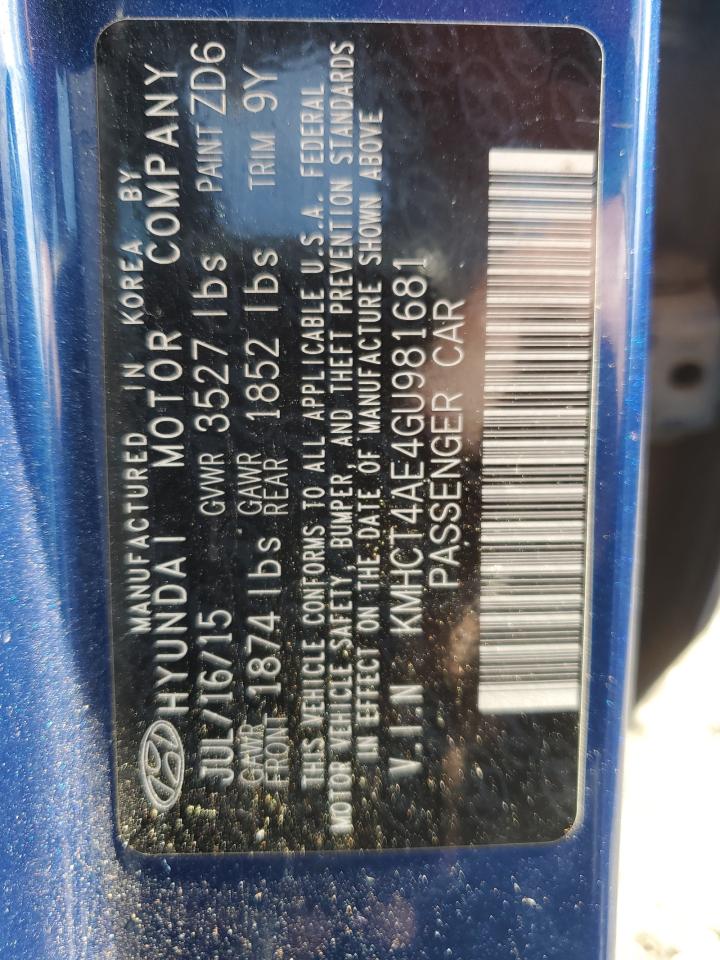 MANUFACTURED IN KOREA BY
HYUNDAI MOTOR COMPANY
JUL/16/15 GVWR 3527 lbs PAINT ZD6
GAWR FRONT 1874 lbs GAWR REAR 1852 lbs TRIM 9Y
THIS VEHICLE CONFORMS TO ALL APPLICABLE U.S.A. FEDERAL
MOTOR VEHICLE SAFETY, BUMPER, AND THEFT PREVENTION STANDARDS
IN EFFECT ON THE DATE OF MANUFACTURE SHOWN ABOVE
V.I.N KMHCT4AE4GU981681
PASSENGER CAR